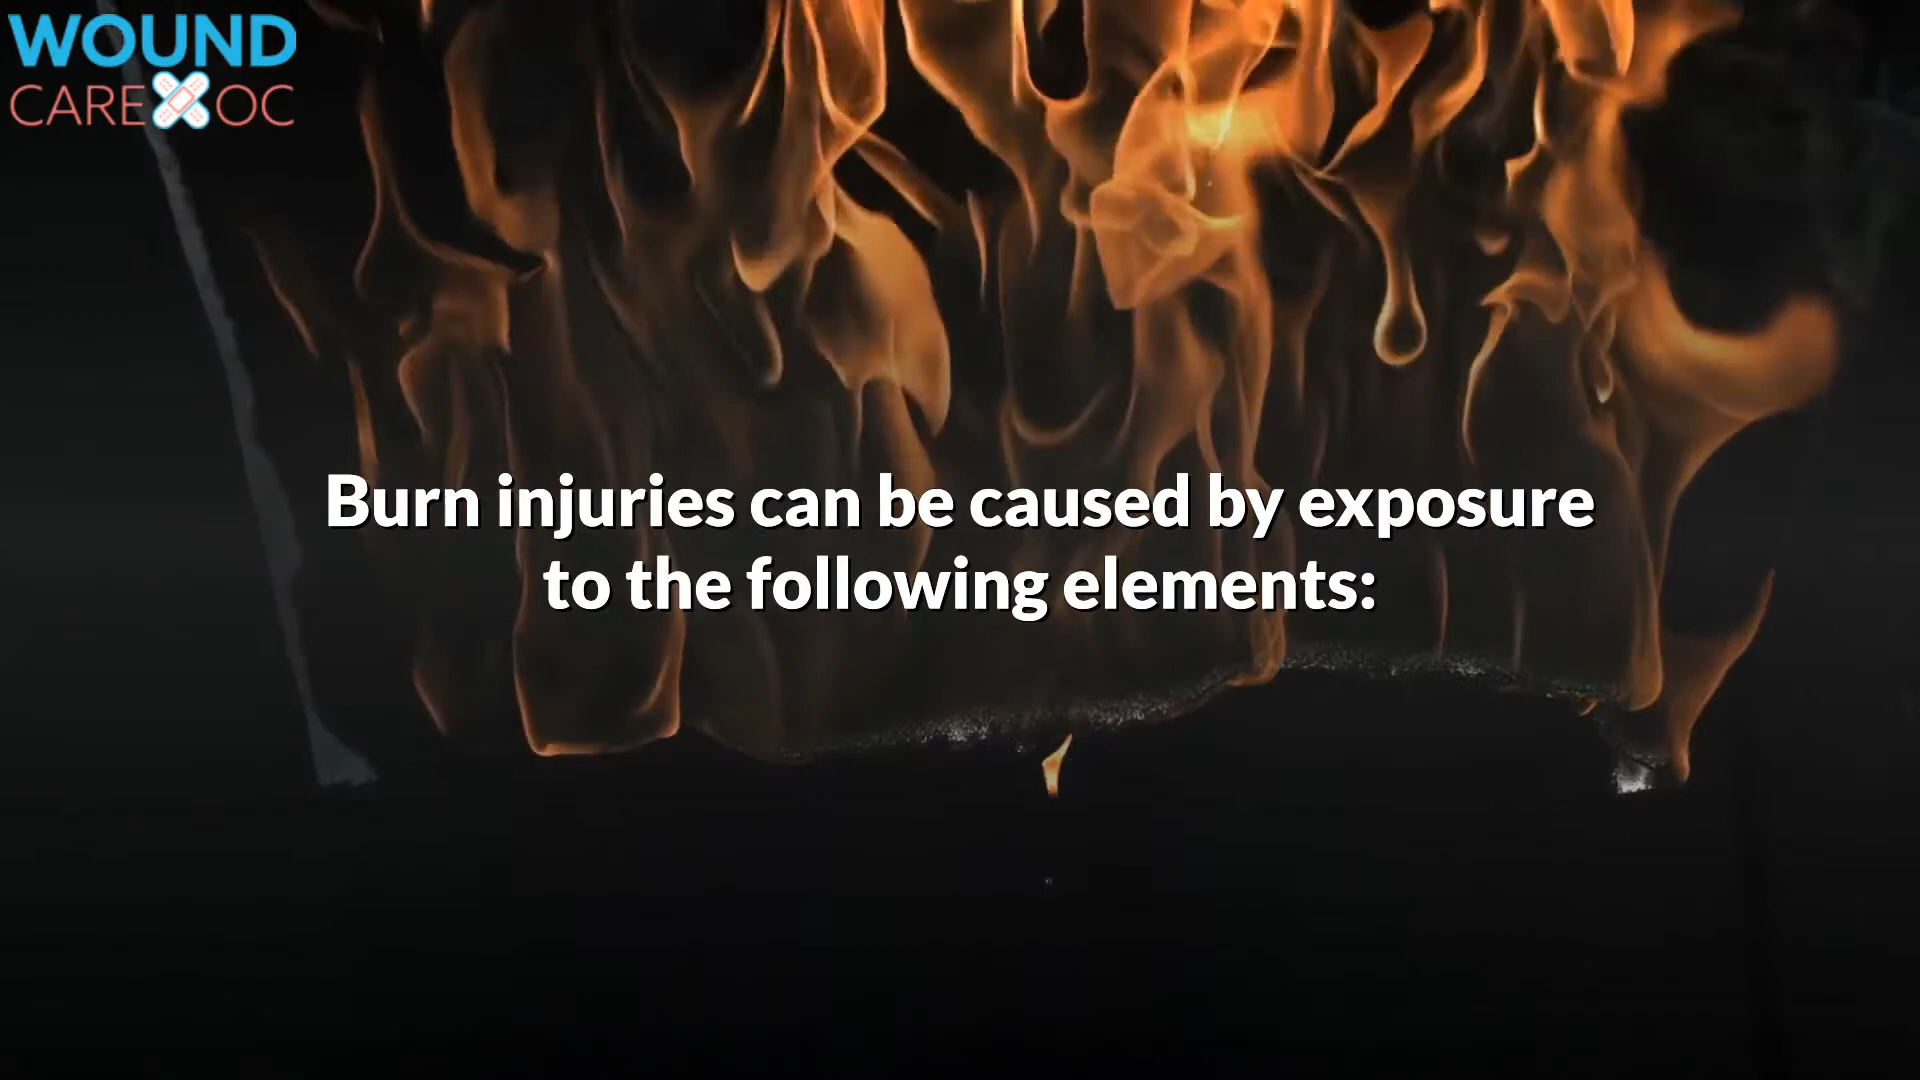 WOUND
CARE OC
Burn injuries can be caused by exposure
to the following elements: